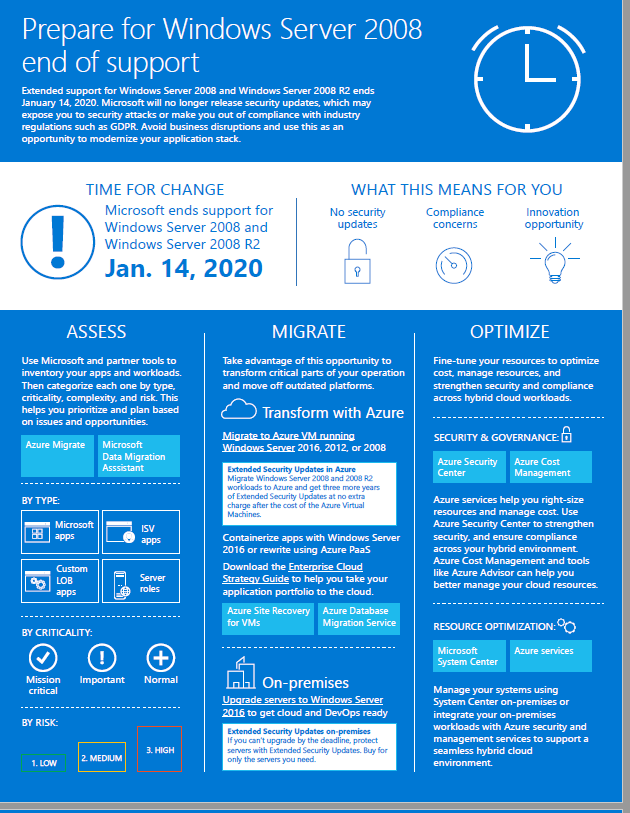 Prepare for Windows Server 2008
end of support
Extended support for Windows Server 2008 and Windows Server 2008 R2 ends
January 14, 2020. Microsoft will no longer release security updates, which may
expose you to security attacks or make you out of compliance with industry
regulations such as GDPR. Avoid business disruptions and use this as an
opportunity to modernize your application stack.
TIME FOR CHANGE
Microsoft ends support for
Windows Server 2008 and
Windows Server 2008 R2
Jan. 14, 2020
WHAT THIS MEANS FOR YOU
No security
updates
Compliance
concerns
Innovation
opportunity
ASSESS
Use Microsoft and partner tools to
inventory your apps and workloads.
Then categorize each one by type,
criticality, complexity, and risk. This
helps you prioritize and plan based
on issues and opportunities.
Azure Migrate
Microsoft
Data Migration
Asssistant
BY TYPE:
Microsoft
apps
ISV
apps
Custom
LOB
apps
Server
roles
BY CRITICALITY:
Mission
critical
Important
Normal
BY RISK:
1. LOW
2. MEDIUM
3. HIGH
MIGRATE
Take advantage of this opportunity to
transform critical parts of your operation
and move off outdated platforms.
Transform with Azure
Migrate to Azure VM running
Windows Server 2016, 2012, or 2008
Extended Security Updates in Azure
Migrate Windows Server 2008 and 2008 R2
workloads to Azure and get three more years
of Extended Security Updates at no extra
charge after the cost of the Azure Virtual
Machines.
Containerize apps with Windows Server
2016 or rewrite using Azure PaaS
Download the Enterprise Cloud
Strategy Guide to help you take your
application portfolio to the cloud.
Azure Site Recovery
for VMs
Azure Database
Migration Service
On-premises
Upgrade servers to Windows Server
2016 to get cloud and DevOps ready
Extended Security Updates on-premises
If you can't upgrade by the deadline, protect
servers with Extended Security Updates. Buy for
only the servers you need.
OPTIMIZE
Fine-tune your resources to optimize
cost, manage resources, and
strengthen security and compliance
across hybrid cloud workloads.
SECURITY & GOVERNANCE:
Azure Security
Center
Azure Cost
Management
Azure services help you right-size
resources and manage cost. Use
Azure Security Center to strengthen
security, and ensure compliance
across your hybrid environment.
Azure Cost Management and tools
like Azure Advisor can help you
better manage your cloud resources.
RESOURCE OPTIMIZATION:
Microsoft
System Center
Azure services
Manage your systems using
System Center on-premises or
integrate your on-premises
workloads with Azure security and
management services to support a
seamless hybrid cloud
environment.